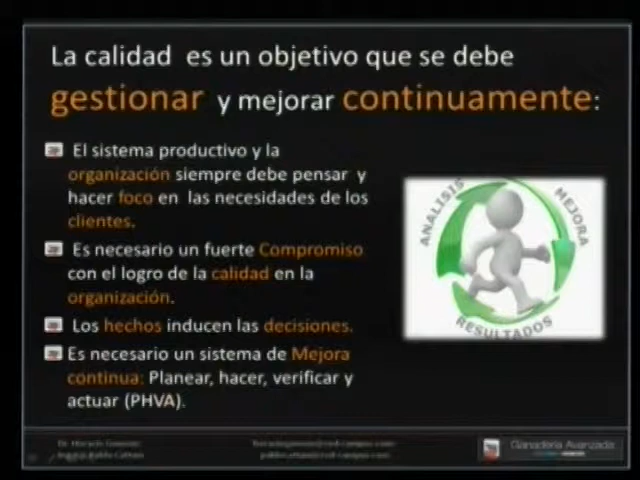 La calidad es un objetivo que se debe
gestionar y mejorar continuamente:
El sistema productivo y la
organización siempre debe pensar y
hacer foco en las necesidades de los
clientes.
Es necesario un fuerte Compromiso
con el logro de la calidad en la
organización.
Los hechos inducen las decisiones.
Es necesario un sistema de Mejora
continua: Planear, hacer, verificar y
actuar (PHVA).
ANALISIS
MEJORA
RESULTADOS
Ganadería Avanzada